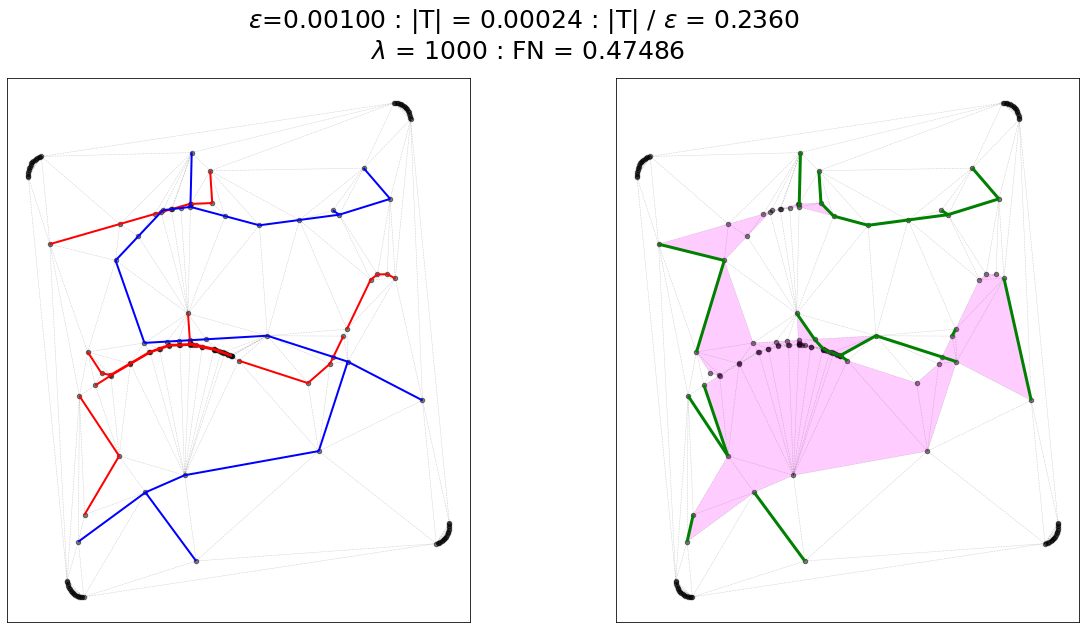 ε=0.00100 : |T| = 0.00024 : |T| / ε = 0.2360
λ = 1000 : FN = 0.47486